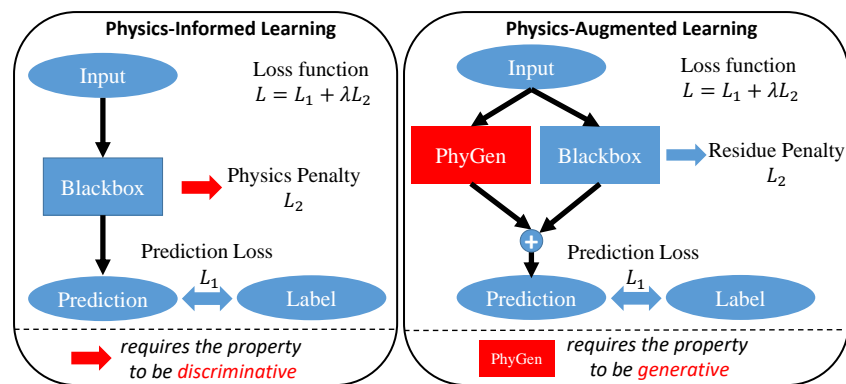 Physics-Informed Learning
Input
Loss function
L = L₁ + λL₂
Blackbox
Physics Penalty
L₂
Prediction Loss
L₁
Prediction
Label
requires the property
to be discriminative
Physics-Augmented Learning
Input
Loss function
L = L₁ + λL₂
PhyGen
Blackbox
Residue Penalty
L₂
+
Prediction Loss
L₁
Prediction
Label
PhyGen
requires the property
to be generative